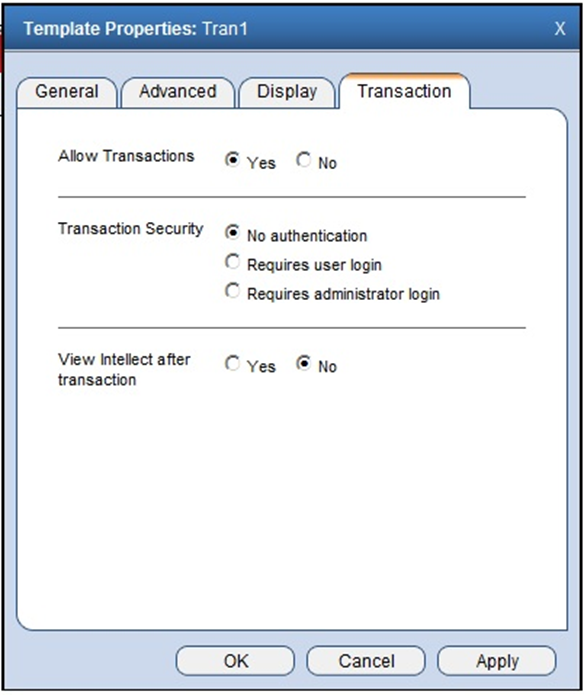 Template Properties: Tran1 X
General Advanced Display Transaction
Allow Transactions Yes No
Transaction Security No authentication
Requires user login
Requires administrator login
View Intellect after Yes No
transaction
OK Cancel Apply